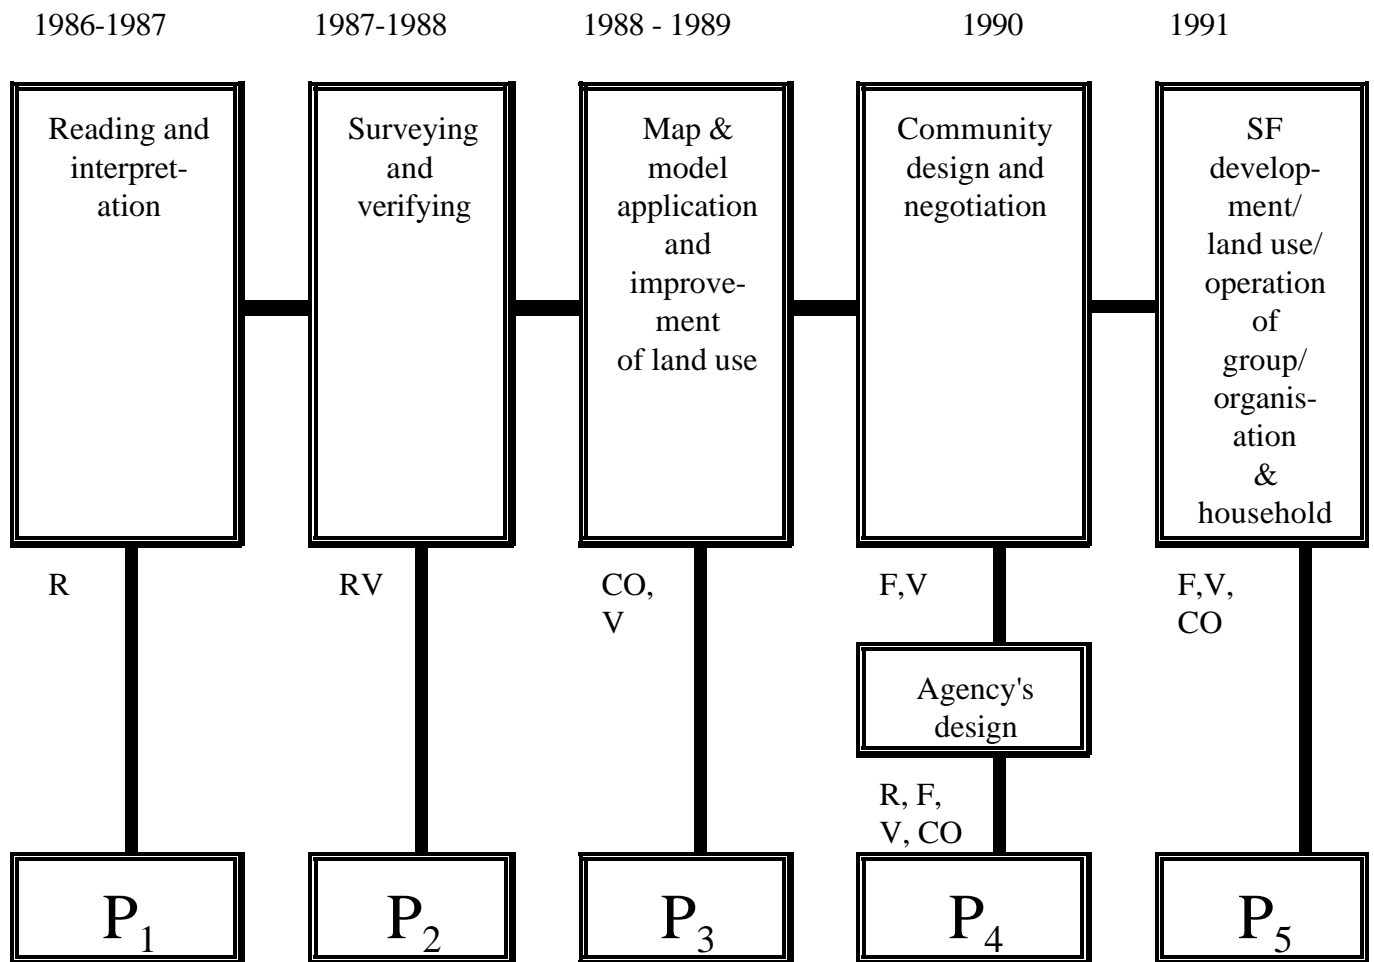 1986-1987
1987-1988
1988 - 1989
1990
1991
Reading and
interpret-
ation
Surveying
and
verifying
Map &
model
application
and
improve-
ment
of land use
Community
design and
negotiation
SF
develop-
ment/
land use/
operation
of
group/
organis-
ation
&
household
R
RV
CO,
V
F,V
F,V,
CO
Agency's
design
R, F,
V, CO
P1
P2
P3
P4
P5